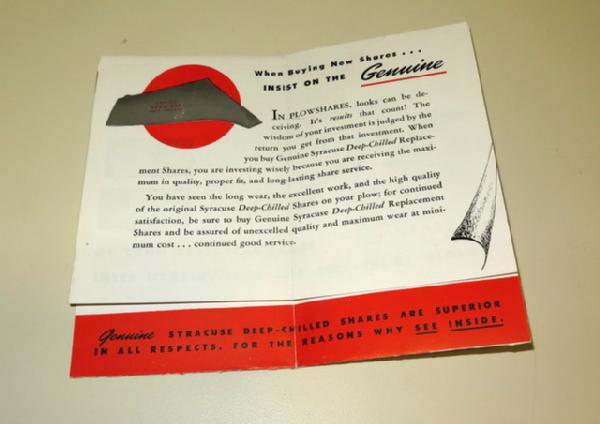 When Buying New Shares . . .
INSIST ON THE Genuine
IN PLOWSHARES, looks can be de-
ceiving. It's results that count! The
wisdom of your investment is judged by the
return you get from that investment. When
you buy Genuine Syracuse Deep-Chilled Replace-
ment Shares, you are investing wisely because you are receiving the maxi-
mum in quality, proper fit, and long-lasting share service.
You have seen the long wear, the excellent work, and the high quality
of the original Syracuse Deep-Chilled Shares on your plow; for continued
satisfaction, be sure to buy Genuine Syracuse Deep-Chilled Replacement
Shares and be assured of unexcelled quality and maximum wear at mini-
mum cost . . . continued good service.
Genuine SYRACUSE DEEP-CHILLED SHARES ARE SUPERIOR
IN ALL RESPECTS. FOR THE REASONS WHY SEE INSIDE.